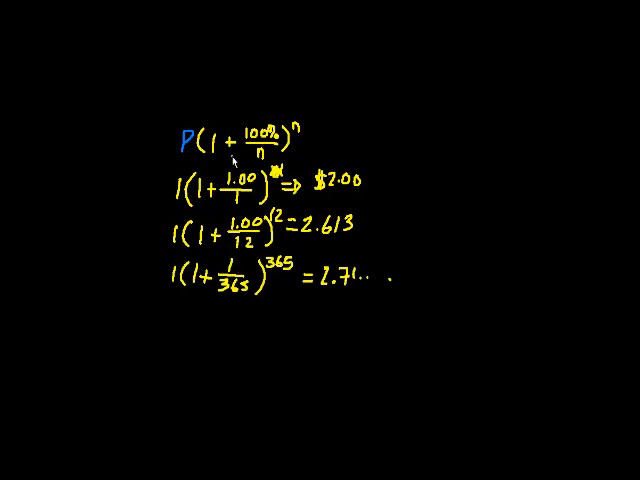 P(1 + 100%/n)^n
1(1 + 1.00/1) ⇒ $2.00
1(1 + 1.00/12)^12 = 2.613
1(1 + 1/365)^365 = 2.71...